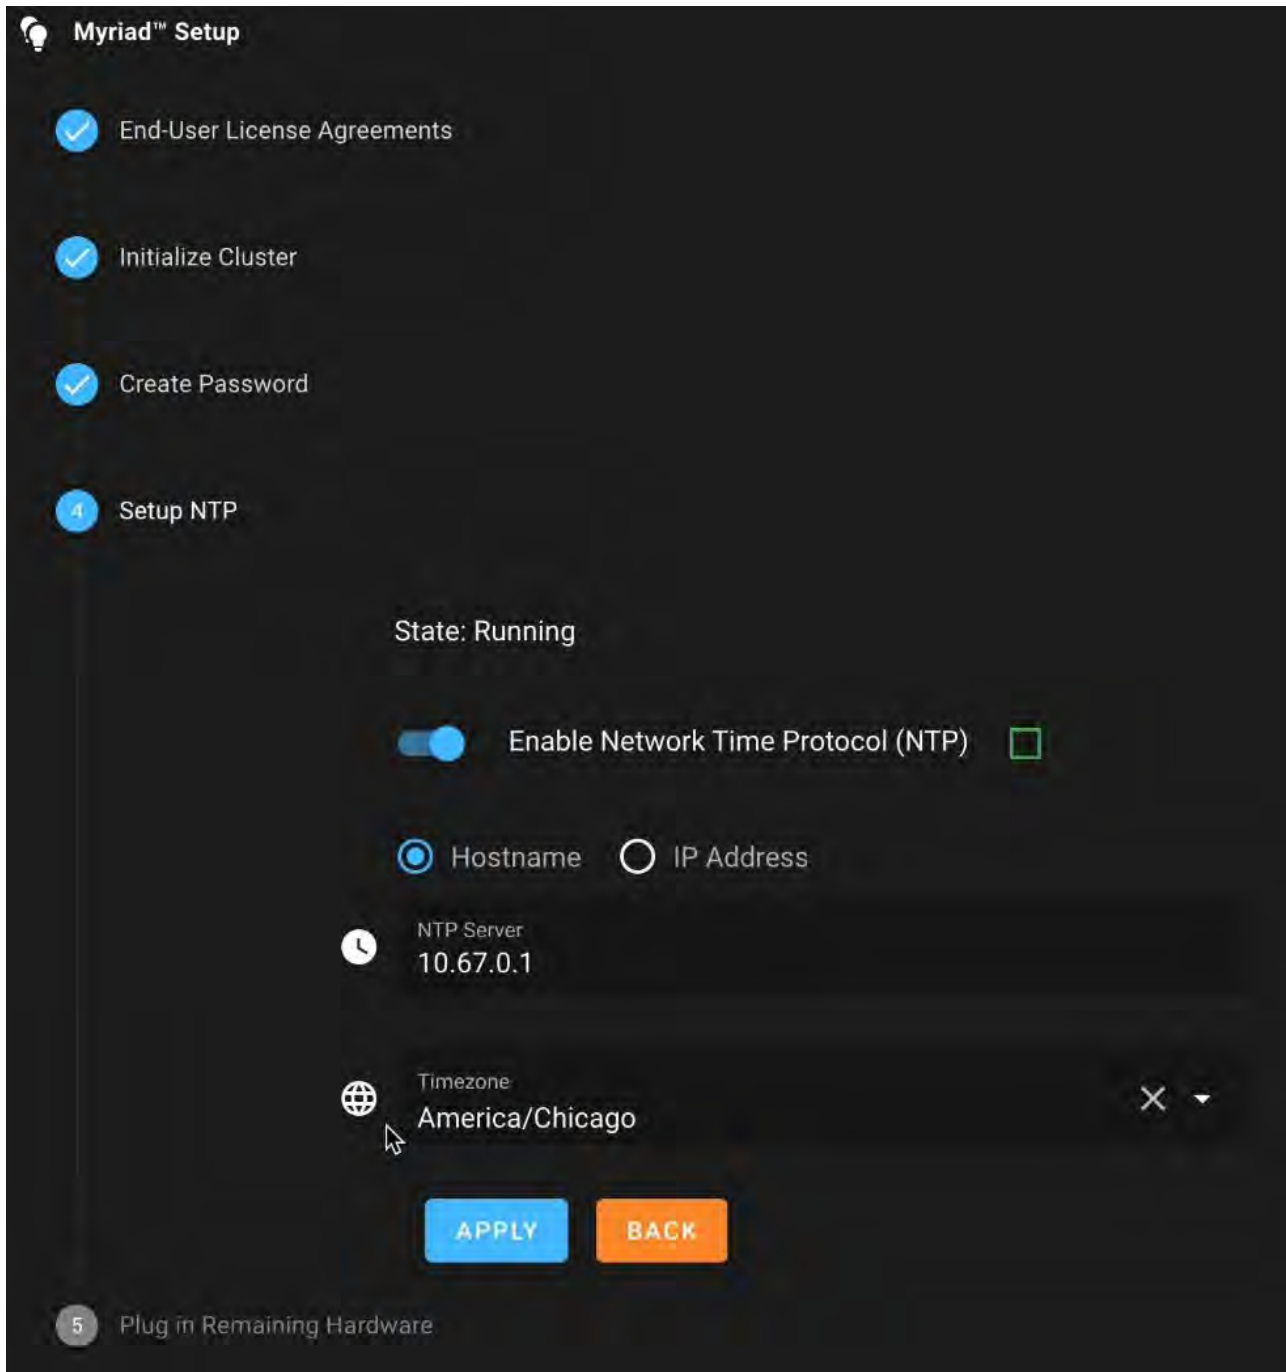 Myriad™ Setup
End-User License Agreements
Initialize Cluster
Create Password
4 Setup NTP
State: Running
Enable Network Time Protocol (NTP)
Hostname IP Address
NTP Server
10.67.0.1
Timezone
America/Chicago
APPLY BACK
5 Plug in Remaining Hardware